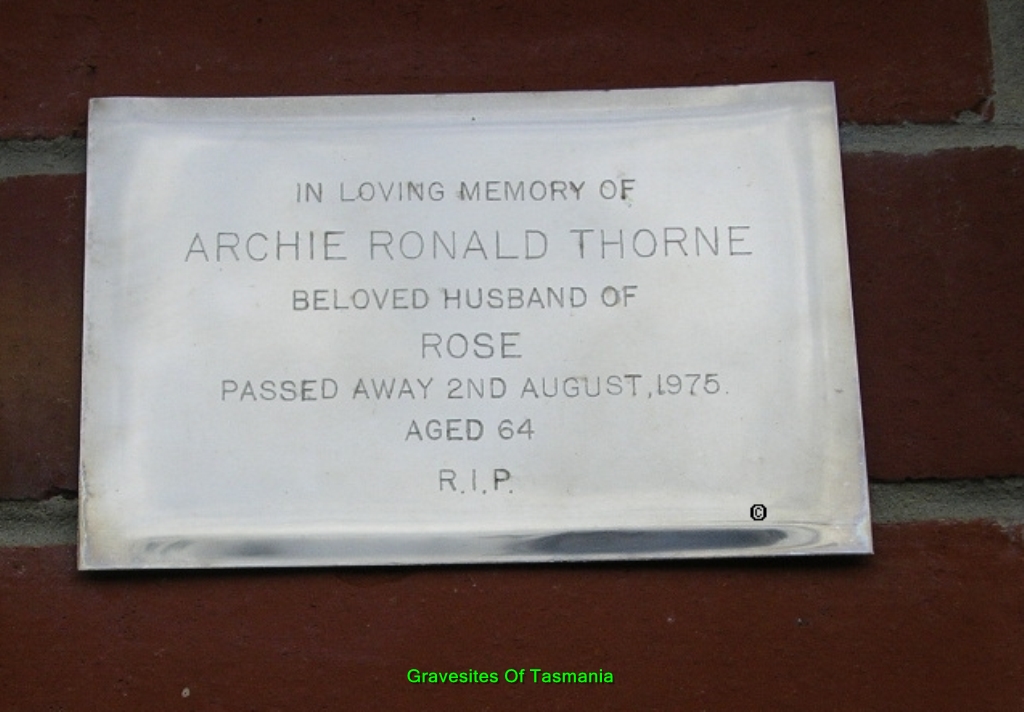 IN LOVING MEMORY OF
ARCHIE RONALD THORNE
BELOVED HUSBAND OF
ROSE
PASSED AWAY 2ND AUGUST, 1975.
AGED 64
R.I.P.
©
Gravesites Of Tasmania